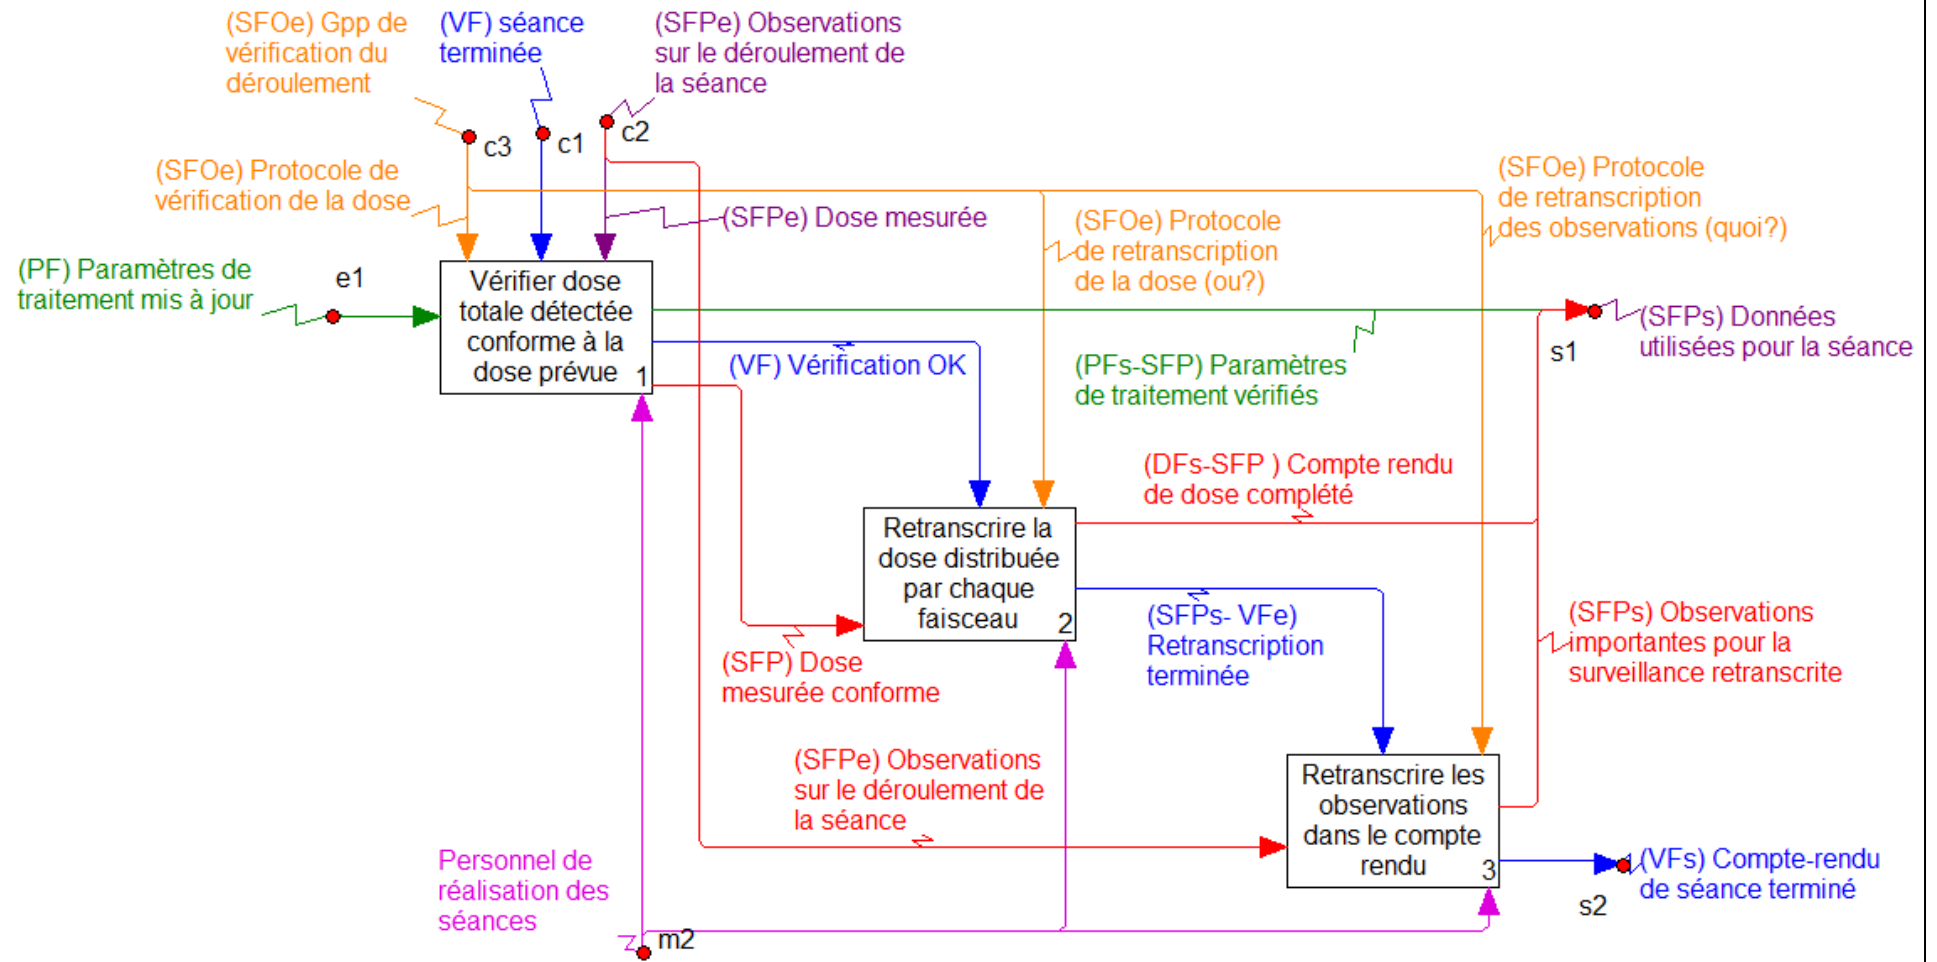 (SFOe) Gpp de
vérification du
déroulement
(VF) séance
terminée
(SFPe) Observations
sur le déroulement de
la séance
c3
c1
c2
(SFOe) Protocole de
vérification de la dose
(SFPe) Dose mesurée
(SFOe) Protocole
de retranscription
de la dose (ou?)
(SFOe) Protocole
de retranscription
des observations (quoi?)
(PF) Paramètres de
traitement mis à jour
e1
Vérifier dose
totale détectée
conforme à la
dose prévue
1
(VF) Vérification OK
(PFs-SFP) Paramètres
de traitement vérifiés
s1
(SFPs) Données
utilisées pour la séance
(DFs-SFP ) Compte rendu
de dose complété
Retranscrire la
dose distribuée
par chaque
faisceau
2
(SFPs- VFe)
Retranscription
terminée
(SFP) Dose
mesurée conforme
(SFPs) Observations
importantes pour la
surveillance retranscrite
(SFPe) Observations
sur le déroulement de
la séance
Retranscrire les
observations
dans le compte
rendu
3
(VFs) Compte-rendu
de séance terminé
s2
Personnel de
réalisation des
séances
m2